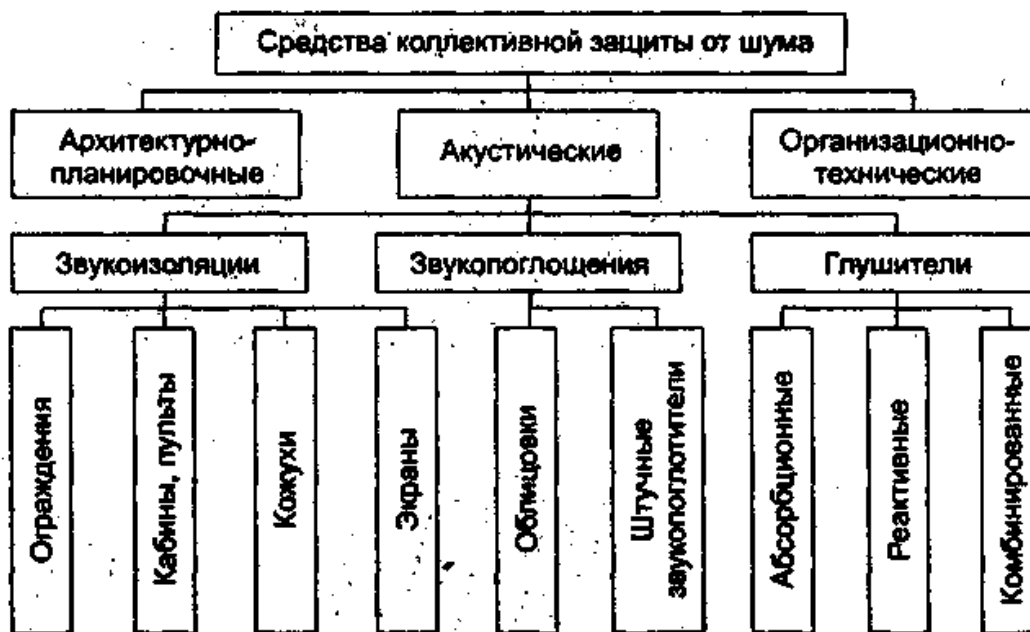 Средства коллективной защиты от шума
Архитектурно-
планировочные
Акустические
Организационно-
технические
Звукоизоляции
Звукопоглощения
Глушители
Ограждения
Кабины, пульты
Кожухи
Экраны
Облицовки
Штучные
звукопоглотители
Абсорбционные
Реактивные
Комбинированные